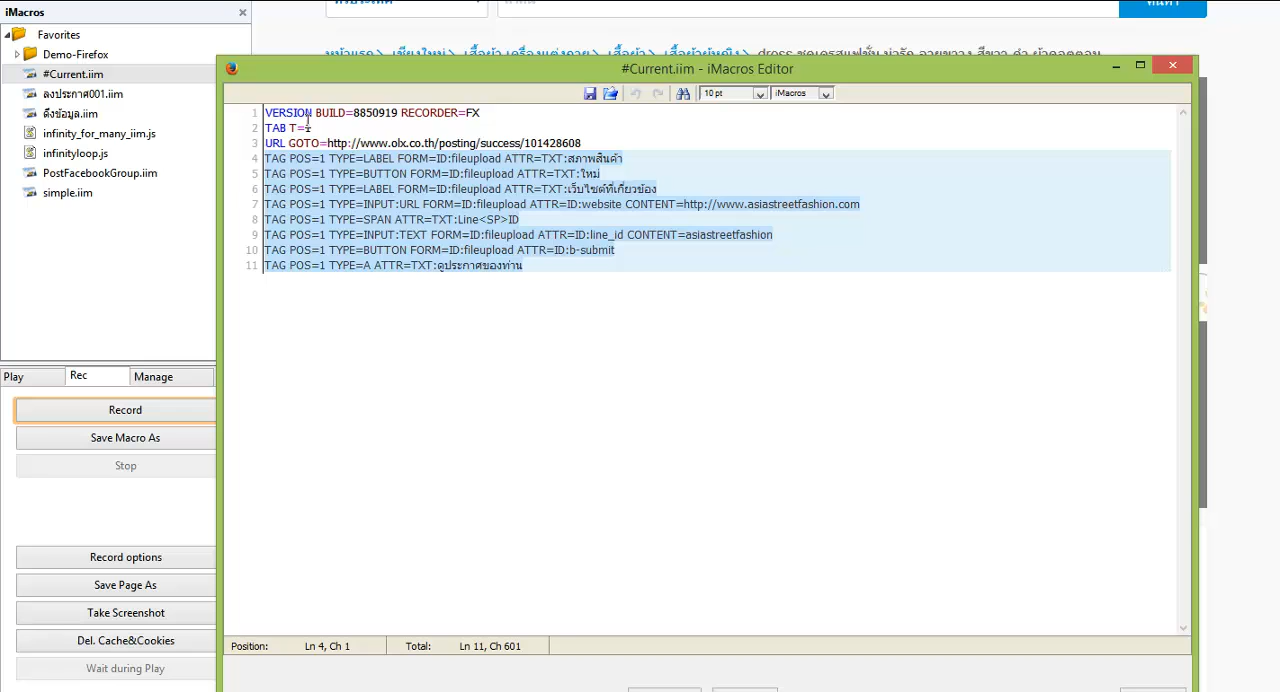 iMacros
Favorites
Demo-Firefox
#Current.iim
ลงประกาศ001.iim
ดึงข้อมูล.iim
infinity_for_many_iim.js
infinityloop.js
PostFacebookGroup.iim
simple.iim
Play Rec Manage
Record
Save Macro As
Stop
Record options
Save Page As
Take Screenshot
Del. Cache&Cookies
Wait during Play
ค้นหา
#Current.iim - iMacros Editor
10 pt iMacros
1 VERSION BUILD=8850919 RECORDER=FX
2 TAB T=1
3 URL GOTO=http://www.olx.co.th/posting/success/101428608
4 TAG POS=1 TYPE=LABEL FORM=ID:fileupload ATTR=TXT:สภาพสินค้า
5 TAG POS=1 TYPE=BUTTON FORM=ID:fileupload ATTR=TXT:ใหม่
6 TAG POS=1 TYPE=LABEL FORM=ID:fileupload ATTR=TXT:เว็บไซต์ที่เกี่ยวข้อง
7 TAG POS=1 TYPE=INPUT:URL FORM=ID:fileupload ATTR=ID:website CONTENT=http://www.asiastreetfashion.com
8 TAG POS=1 TYPE=SPAN ATTR=TXT:Line<SP>ID
9 TAG POS=1 TYPE=INPUT:TEXT FORM=ID:fileupload ATTR=ID:line_id CONTENT=asiastreetfashion
10 TAG POS=1 TYPE=BUTTON FORM=ID:fileupload ATTR=ID:b-submit
11 TAG POS=1 TYPE=A ATTR=TXT:ดูประกาศของท่าน
Position: Ln 4, Ch 1 Total: Ln 11, Ch 601